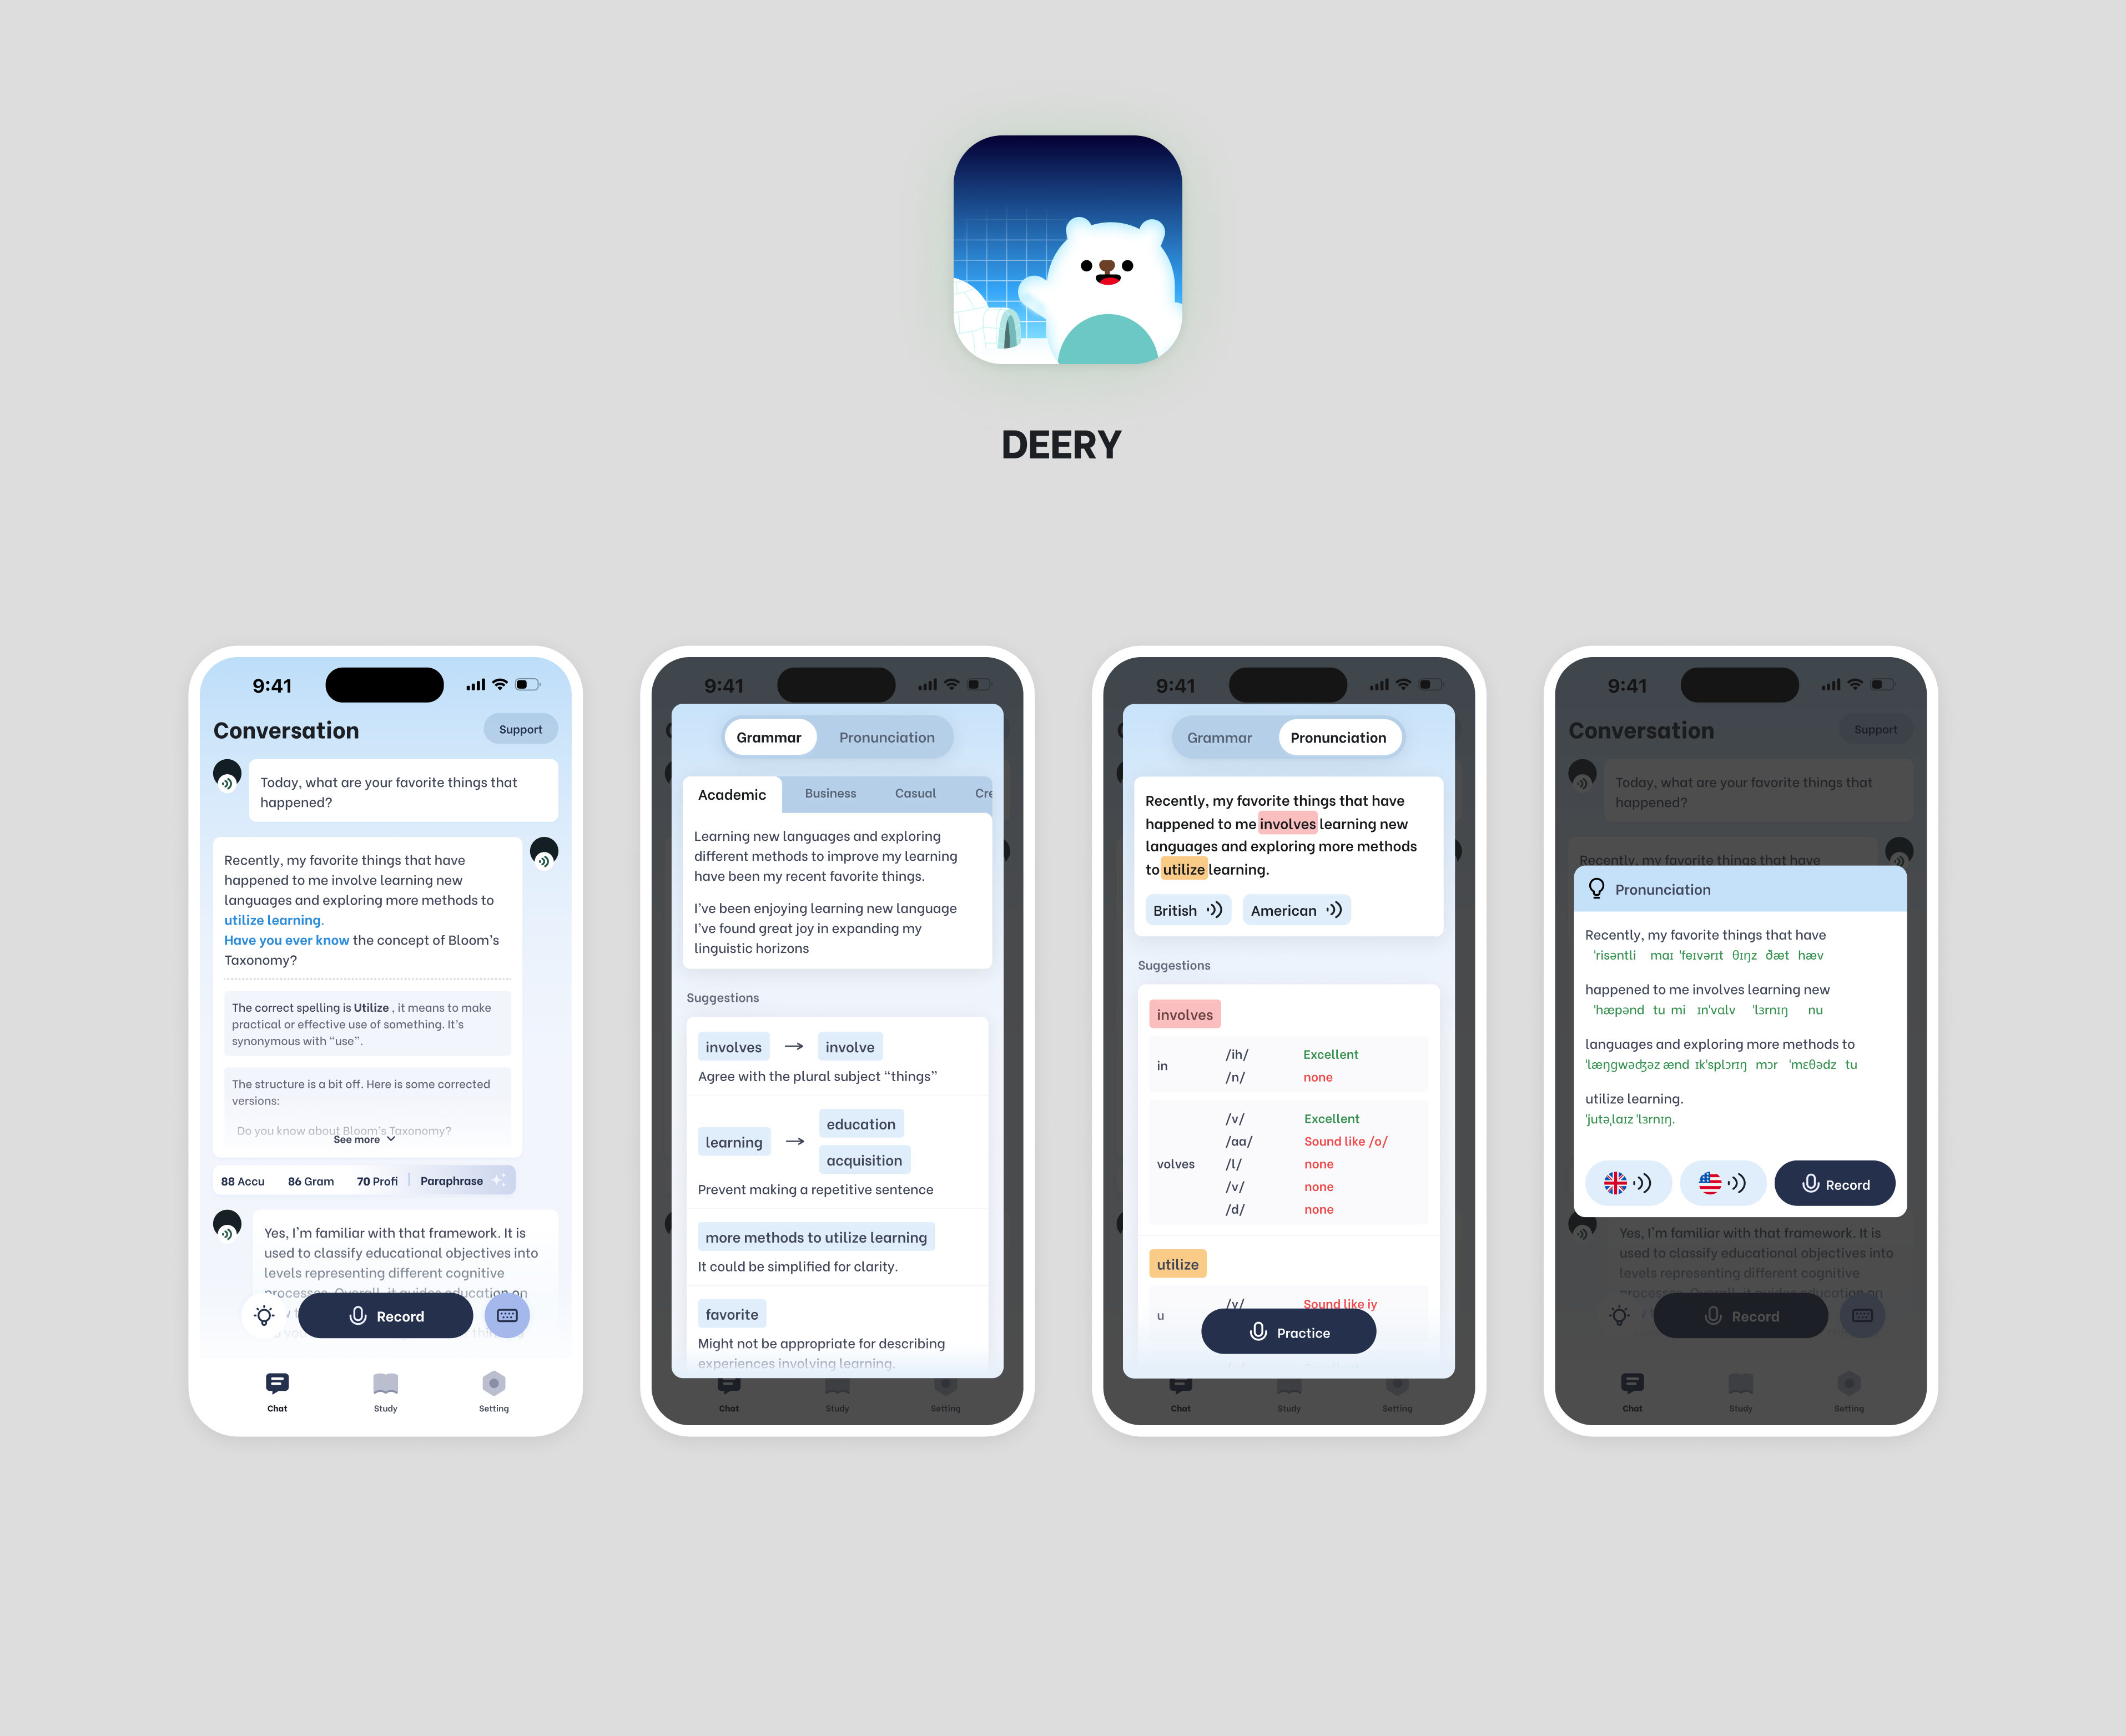 DEERY
9:41
Conversation
Support
Today, what are your favorite things that
happened?
Recently, my favorite things that have
happened to me involve learning new
languages and exploring more methods to
utilize learning.
Have you ever know the concept of Bloom's
Taxonomy?
The correct spelling is Utilize , it means to make
practical or effective use of something. It's
synonymous with “use”.
The structure is a bit off. Here is some corrected
versions:
Do you know about Bloom's Taxonomy?
See more
88 Accu 86 Gram 70 Profi Paraphrase
Yes, I'm familiar with that framework. It is
used to classify educational objectives into
levels representing different cognitive
processes. Overall, it guides education on
Record
Chat Study Setting
9:41
Grammar Pronunciation
Academic Business Casual Cre
Learning new languages and exploring
different methods to improve my learning
have been my recent favorite things.
I've been enjoying learning new language
I've found great joy in expanding my
linguistic horizons
Suggestions
involves → involve
Agree with the plural subject “things”
learning → education
acquisition
Prevent making a repetitive sentence
more methods to utilize learning
It could be simplified for clarity.
favorite
Might not be appropriate for describing
experiences involving learning.
Chat Study Setting
9:41
Grammar Pronunciation
Recently, my favorite things that have
happened to me involves learning new
languages and exploring more methods
to utilize learning.
British American
Suggestions
involves
in /ih/ Excellent
/n/ none
/v/ Excellent
/aa/ Sound like /o/
volves /l/ none
/v/ none
/d/ none
utilize
u /y/ Sound like iy
Practice
Chat Study Setting
9:41
Conversation
Support
Today, what are your favorite things that
happened?
Recently, my favorite things that have
Pronunciation
Recently, my favorite things that have
ˈrisəntli maɪ ˈfeɪvərɪt θɪŋz ðæt hæv
happened to me involves learning new
ˈhæpənd tu mi ɪnˈvɑlv ˈlɜrnɪŋ nu
languages and exploring more methods to
ˈlæŋgwədʒəz ænd ɪkˈsplɔrɪŋ mɔr ˈmɛθədz tu
utilize learning.
ˈjutəˌlaɪz ˈlɜrnɪŋ.
Record
Yes, I'm familiar with that framework. It is
used to classify educational objectives into
levels representing different cognitive
processes. Overall, it guides education on
Record
Chat Study Setting